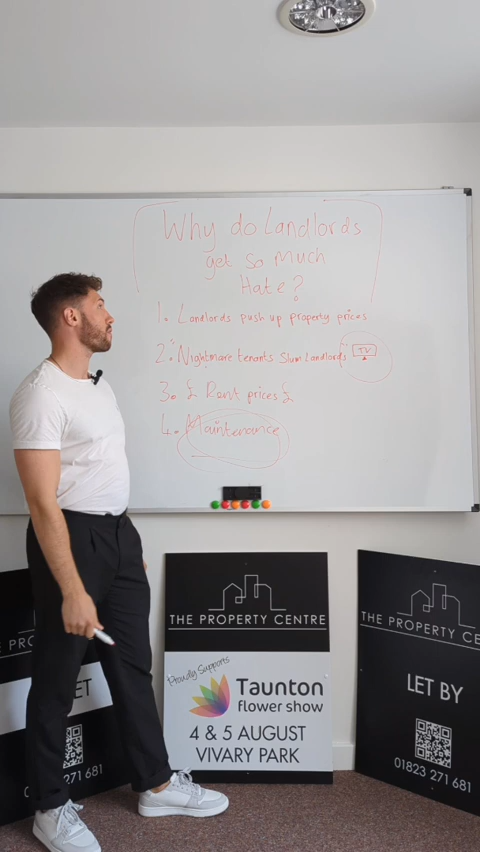 Why do Landlords
get so Much
Hate?
1. Landlords push up property prices
2. Nightmare tenants Slum Landlords
TV
3. £ Rent prices £
4. Maintenance
THE PROPERTY CENTRE
Proudly Supports
Taunton
flower show
4 & 5 AUGUST
VIVARY PARK
THE PROPERTY CENTRE
LET BY
01823 271 681
ET
271 681